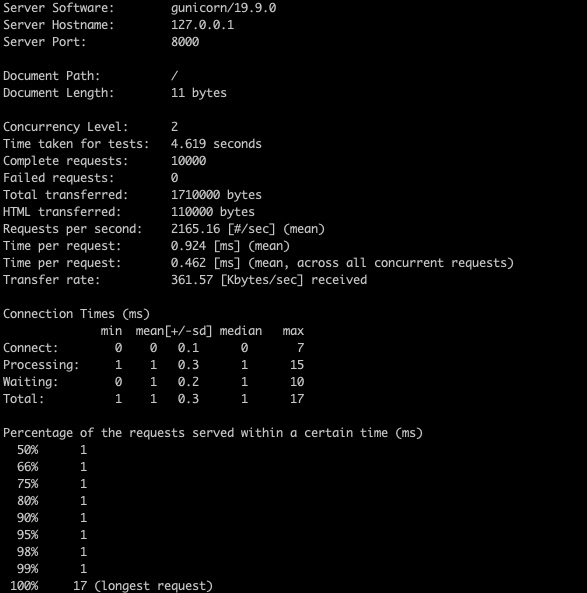 Server Software:        gunicorn/19.9.0
Server Hostname:        127.0.0.1
Server Port:            8000

Document Path:          /
Document Length:        11 bytes

Concurrency Level:      2
Time taken for tests:   4.619 seconds
Complete requests:      10000
Failed requests:        0
Total transferred:      1710000 bytes
HTML transferred:       110000 bytes
Requests per second:    2165.16 [#/sec] (mean)
Time per request:       0.924 [ms] (mean)
Time per request:       0.462 [ms] (mean, across all concurrent requests)
Transfer rate:          361.57 [Kbytes/sec] received

Connection Times (ms)
              min  mean[+/-sd] median   max
Connect:        0    0   0.1      0       7
Processing:     1    1   0.3      1      15
Waiting:        0    1   0.2      1      10
Total:          1    1   0.3      1      17

Percentage of the requests served within a certain time (ms)
  50%      1
  66%      1
  75%      1
  80%      1
  90%      1
  95%      1
  98%      1
  99%      1
 100%     17 (longest request)